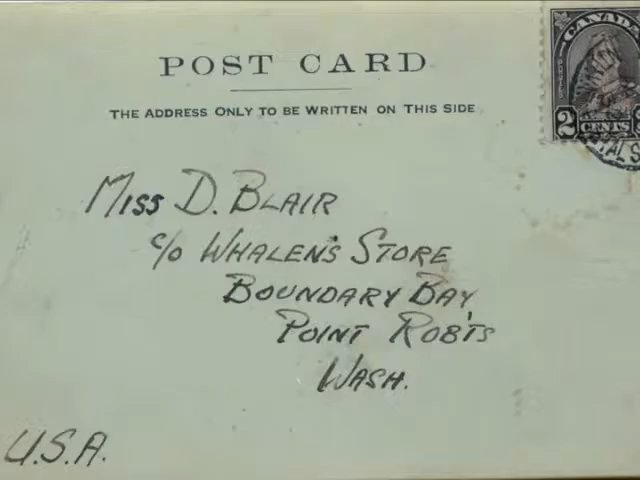 POST CARD
THE ADDRESS ONLY TO BE WRITTEN ON THIS SIDE
CANADA
2 CENTS
MISS D. BLAIR
c/o WHALEN'S STORE
BOUNDARY BAY
POINT ROB'TS
WASH.
U.S.A.